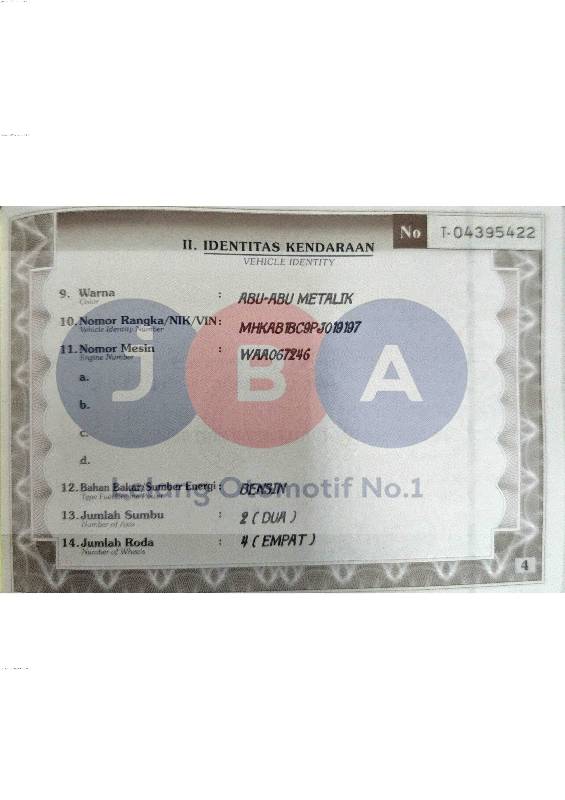 No T-04395422
II. IDENTITAS KENDARAAN
VEHICLE IDENTITY
9. Warna : ABU-ABU METALIK
Color
10. Nomor Rangka/NIK/VIN : MHKAB1BC9PJ019197
Vehicle Identity Number
11. Nomor Mesin : WAA067246
Engine Number
a.
b.
c.
d.
JBA
Lelang Otomotif No.1
12. Bahan Bakar/Sumber Energi : BENSIN
13. Jumlah Sumbu : 2 ( DUA )
Number of Axis
14. Jumlah Roda : 4 ( EMPAT )
Number of Wheels
4